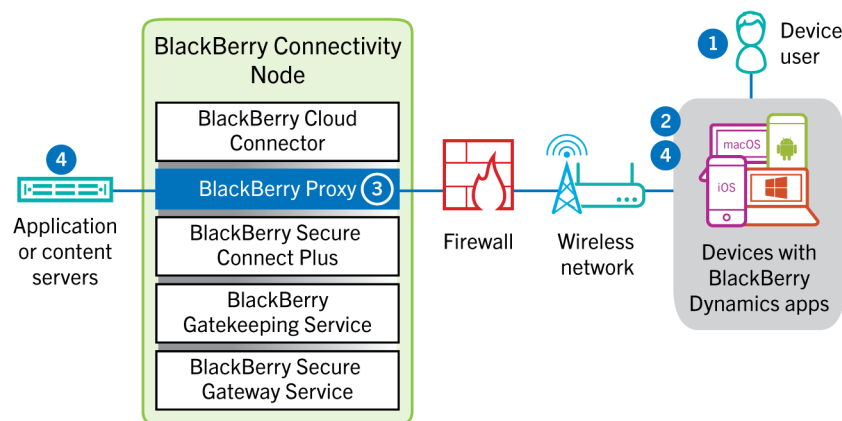 BlackBerry Connectivity
Node
BlackBerry Cloud
Connector
BlackBerry Proxy 3
BlackBerry Secure
Connect Plus
BlackBerry
Gatekeeping Service
BlackBerry Secure
Gateway Service
4
Application
or content
servers
Firewall
Wireless
network
1
Device
user
2
4
macOS
iOS
Devices with
BlackBerry
Dynamics apps